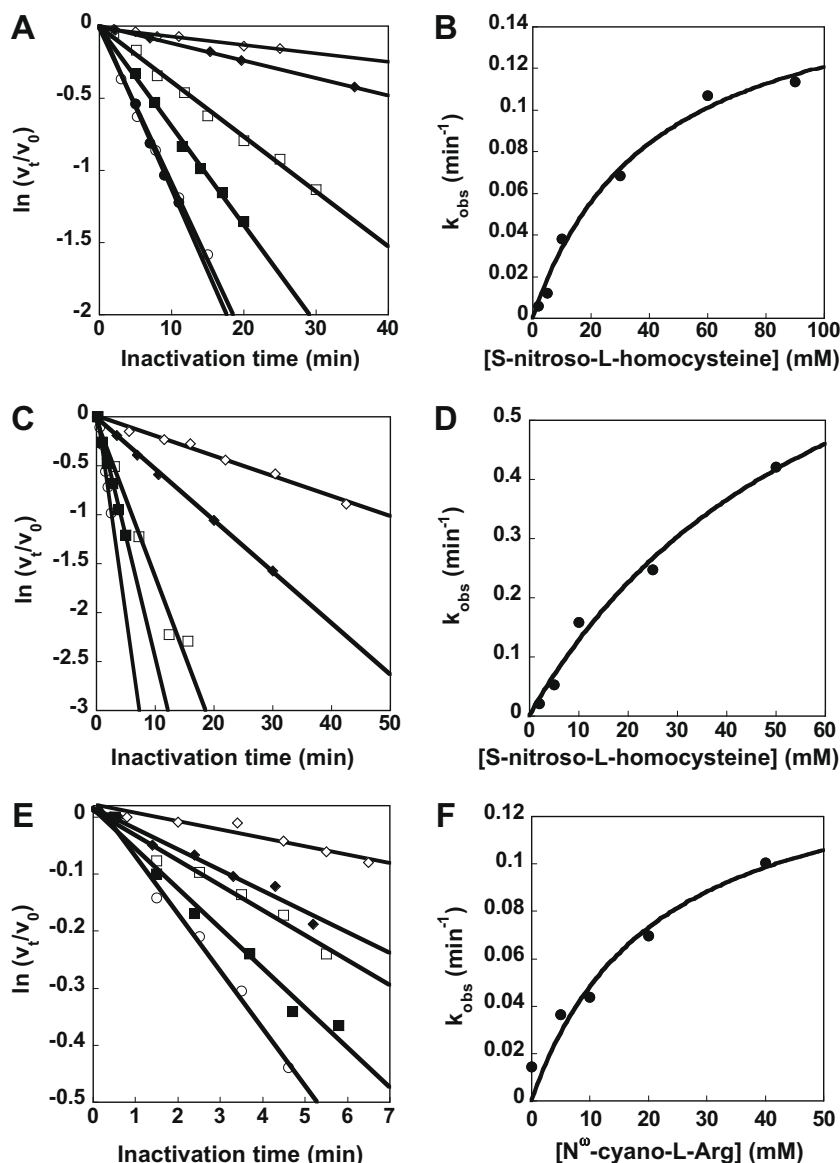 A
ln (vt/v0)
0
-0.5
-1
-1.5
-2
0 10 20 30 40
Inactivation time (min)
B
kobs (min-1)
0.14
0.12
0.1
0.08
0.06
0.04
0.02
0
0 20 40 60 80 100
[S-nitroso-L-homocysteine] (mM)
C
ln (vt/v0)
0
-0.5
-1
-1.5
-2
-2.5
-3
0 10 20 30 40 50
Inactivation time (min)
D
kobs (min-1)
0.5
0.4
0.3
0.2
0.1
0
0 10 20 30 40 50 60
[S-nitroso-L-homocysteine] (mM)
E
ln (vt/v0)
0
-0.1
-0.2
-0.3
-0.4
-0.5
0 1 2 3 4 5 6 7
Inactivation time (min)
F
kobs (min-1)
0.12
0.1
0.08
0.06
0.04
0.02
0
0 10 20 30 40 50
[Nω-cyano-L-Arg] (mM)